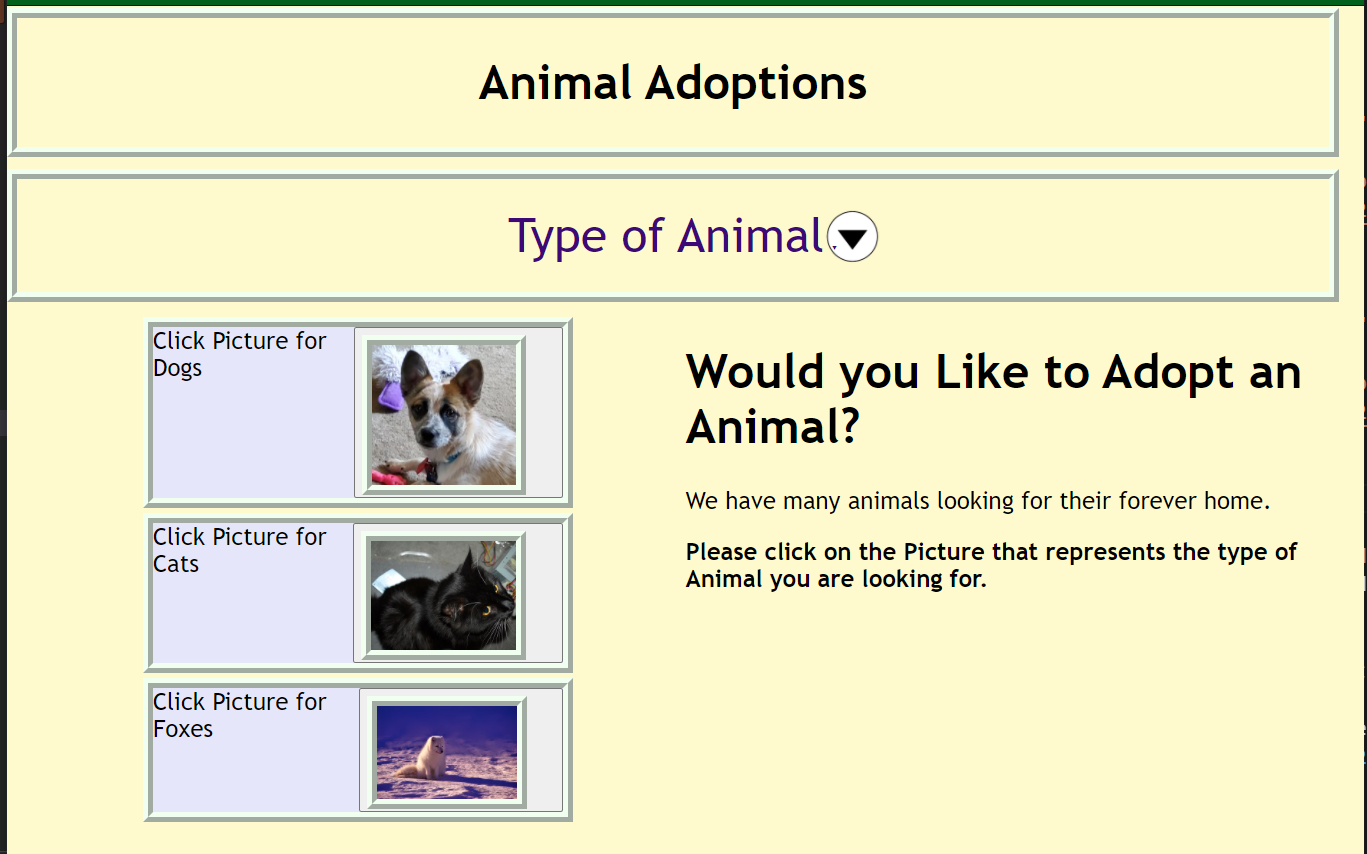 Animal Adoptions
Type of Animal
Click Picture for
Dogs
Would you Like to Adopt an
Animal?
We have many animals looking for their forever home.
Please click on the Picture that represents the type of
Animal you are looking for.
Click Picture for
Cats
Click Picture for
Foxes